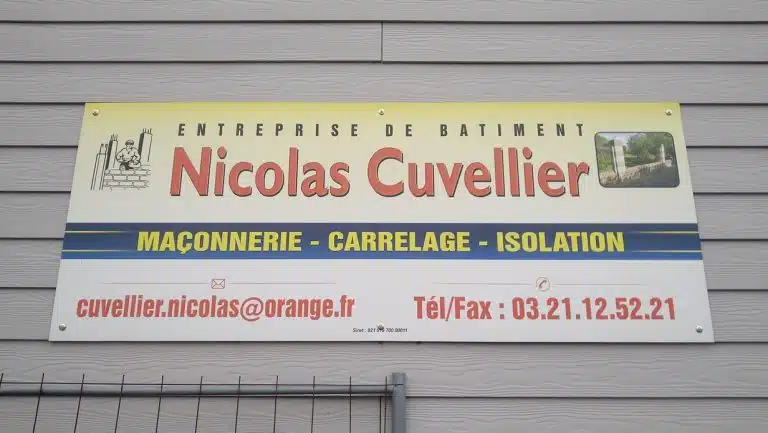 ENTREPRISE DE BATIMENT
Nicolas Cuvellier
MAÇONNERIE - CARRELAGE - ISOLATION
cuvellier.nicolas@orange.fr
Tél/Fax : 03.21.12.52.21
Siret :